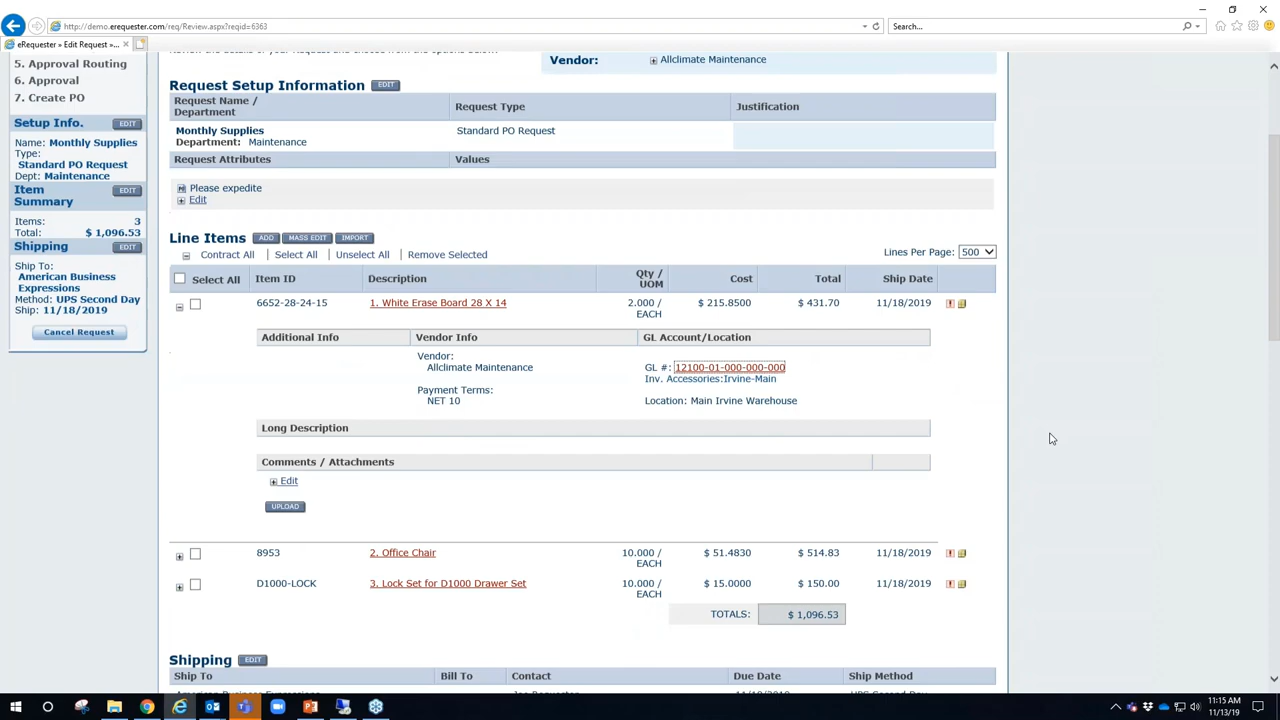 http://demo.erequester.com/req/Review.aspx?reqid=6363
Search...
eRequester » Edit Request »...
5. Approval Routing
6. Approval
7. Create PO
Setup Info. EDIT
Name: Monthly Supplies
Type:
Standard PO Request
Dept: Maintenance
Item
Summary
EDIT
Items: 3
Total: $ 1,096.53
Shipping EDIT
Ship To:
American Business
Expressions
Method: UPS Second Day
Ship: 11/18/2019
Cancel Request
Vendor: Allclimate Maintenance
Request Setup Information EDIT
Request Name /
Department
Request Type
Justification
Monthly Supplies
Department: Maintenance
Standard PO Request
Request Attributes Values
Please expedite
Edit
Line Items ADD MASS EDIT IMPORT
Contract All | Select All | Unselect All | Remove Selected
Lines Per Page: 500
Select All Item ID Description Qty /
UOM Cost Total Ship Date
6652-28-24-15 1. White Erase Board 28 X 14 2.000 /
EACH $ 215.8500 $ 431.70 11/18/2019
Additional Info Vendor Info GL Account/Location
Vendor:
Allclimate Maintenance
Payment Terms:
NET 10
GL #: 12100-01-000-000-000
Inv. Accessories:Irvine-Main
Location: Main Irvine Warehouse
Long Description
Comments / Attachments
Edit
UPLOAD
8953 2. Office Chair 10.000 /
EACH $ 51.4830 $ 514.83 11/18/2019
D1000-LOCK 3. Lock Set for D1000 Drawer Set 10.000 /
EACH $ 15.0000 $ 150.00 11/18/2019
TOTALS: $ 1,096.53
Shipping EDIT
Ship To Bill To Contact Due Date Ship Method
11:15 AM
11/13/19